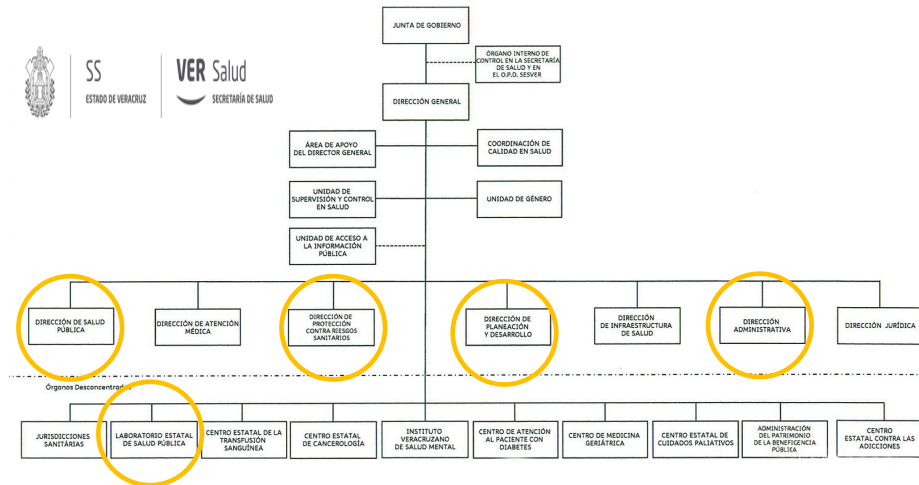 JUNTA DE GOBIERNO
ÓRGANO INTERNO DE
CONTROL EN LA SECRETARÍA
DE SALUD Y EN
EL O.P.D. SESVER
SS
ESTADO DE VERACRUZ
VER Salud
SECRETARÍA DE SALUD
DIRECCIÓN GENERAL
ÁREA DE APOYO
DEL DIRECTOR GENERAL
COORDINACIÓN DE
CALIDAD EN SALUD
UNIDAD DE
SUPERVISIÓN Y CONTROL
EN SALUD
UNIDAD DE GÉNERO
UNIDAD DE ACCESO A
LA INFORMACIÓN
PÚBLICA
DIRECCIÓN DE SALUD
PÚBLICA
DIRECCIÓN DE ATENCIÓN
MÉDICA
DIRECCIÓN DE
PROTECCIÓN
CONTRA RIESGOS
SANITARIOS
DIRECCIÓN DE
PLANEACIÓN
Y DESARROLLO
DIRECCIÓN
DE INFRAESTRUCTURA
DE SALUD
DIRECCIÓN
ADMINISTRATIVA
DIRECCIÓN JURÍDICA
Órganos Desconcentrados
JURISDICCIONES
SANITÁRIAS
LABORATORIO ESTATAL
DE SALUD PÚBLICA
CENTRO ESTATAL DE LA
TRANSFUSIÓN
SANGUÍNEA
CENTRO ESTATAL
DE CANCEROLOGÍA
INSTITUTO
VERACRUZANO
DE SALUD MENTAL
CENTRO DE ATENCIÓN
AL PACIENTE CON
DIABETES
CENTRO DE MEDICINA
GERIÁTRICA
CENTRO ESTATAL DE
CUIDADOS PALIATIVOS
ADMINISTRACIÓN
DEL PATRIMONIO DE
LA BENEFICENCIA
PÚBLICA
CENTRO
ESTATAL CONTRA LAS
ADICCIONES